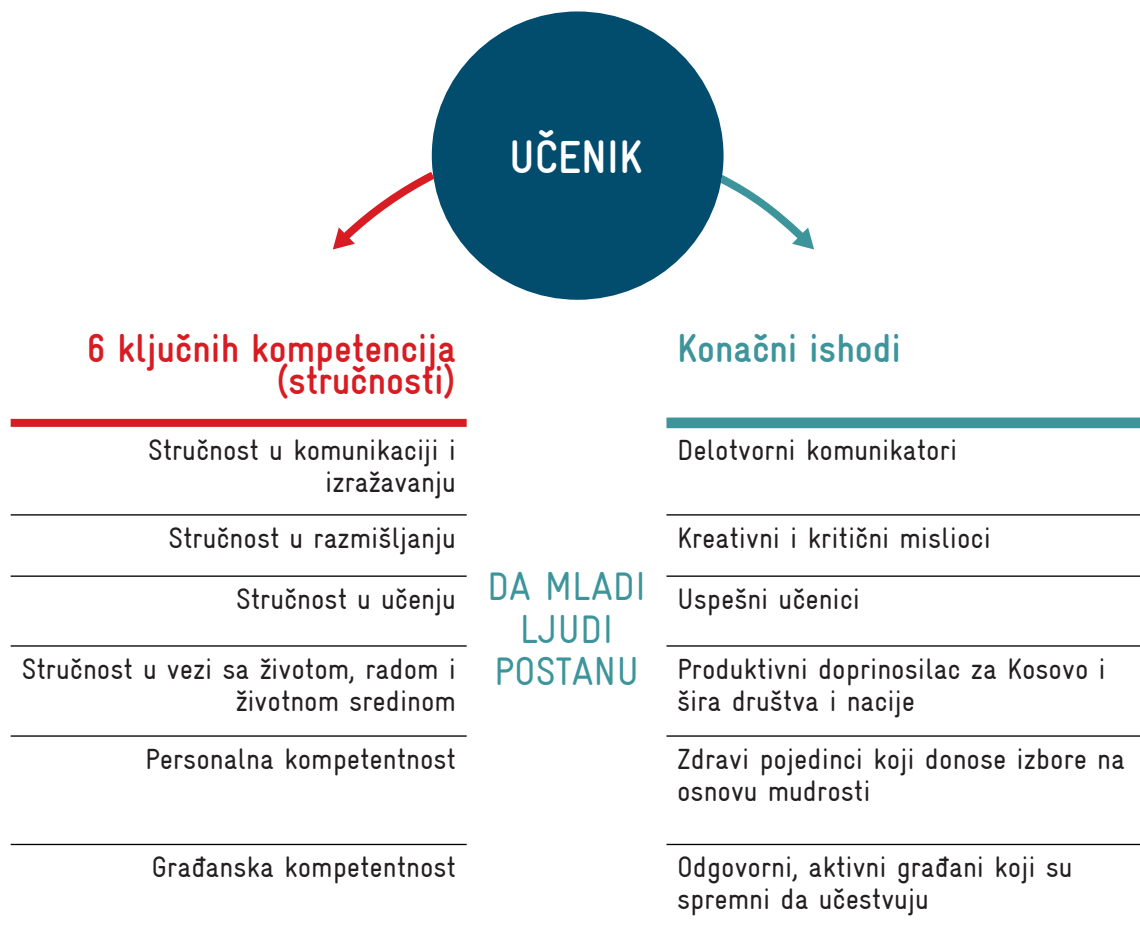 UČENIK
6 ključnih kompetencija
(stručnosti)
Stručnost u komunikaciji i
izražavanju
Stručnost u razmišljanju
Stručnost u učenju
Stručnost u vezi sa životom, radom i
životnom sredinom
Personalna kompetentnost
Građanska kompetentnost
DA MLADI
LJUDI
POSTANU
Konačni ishodi
Delotvorni komunikatori
Kreativni i kritični mislioci
Uspešni učenici
Produktivni doprinosilac za Kosovo i
šira društva i nacije
Zdravi pojedinci koji donose izbore na
osnovu mudrosti
Odgovorni, aktivni građani koji su
spremni da učestvuju